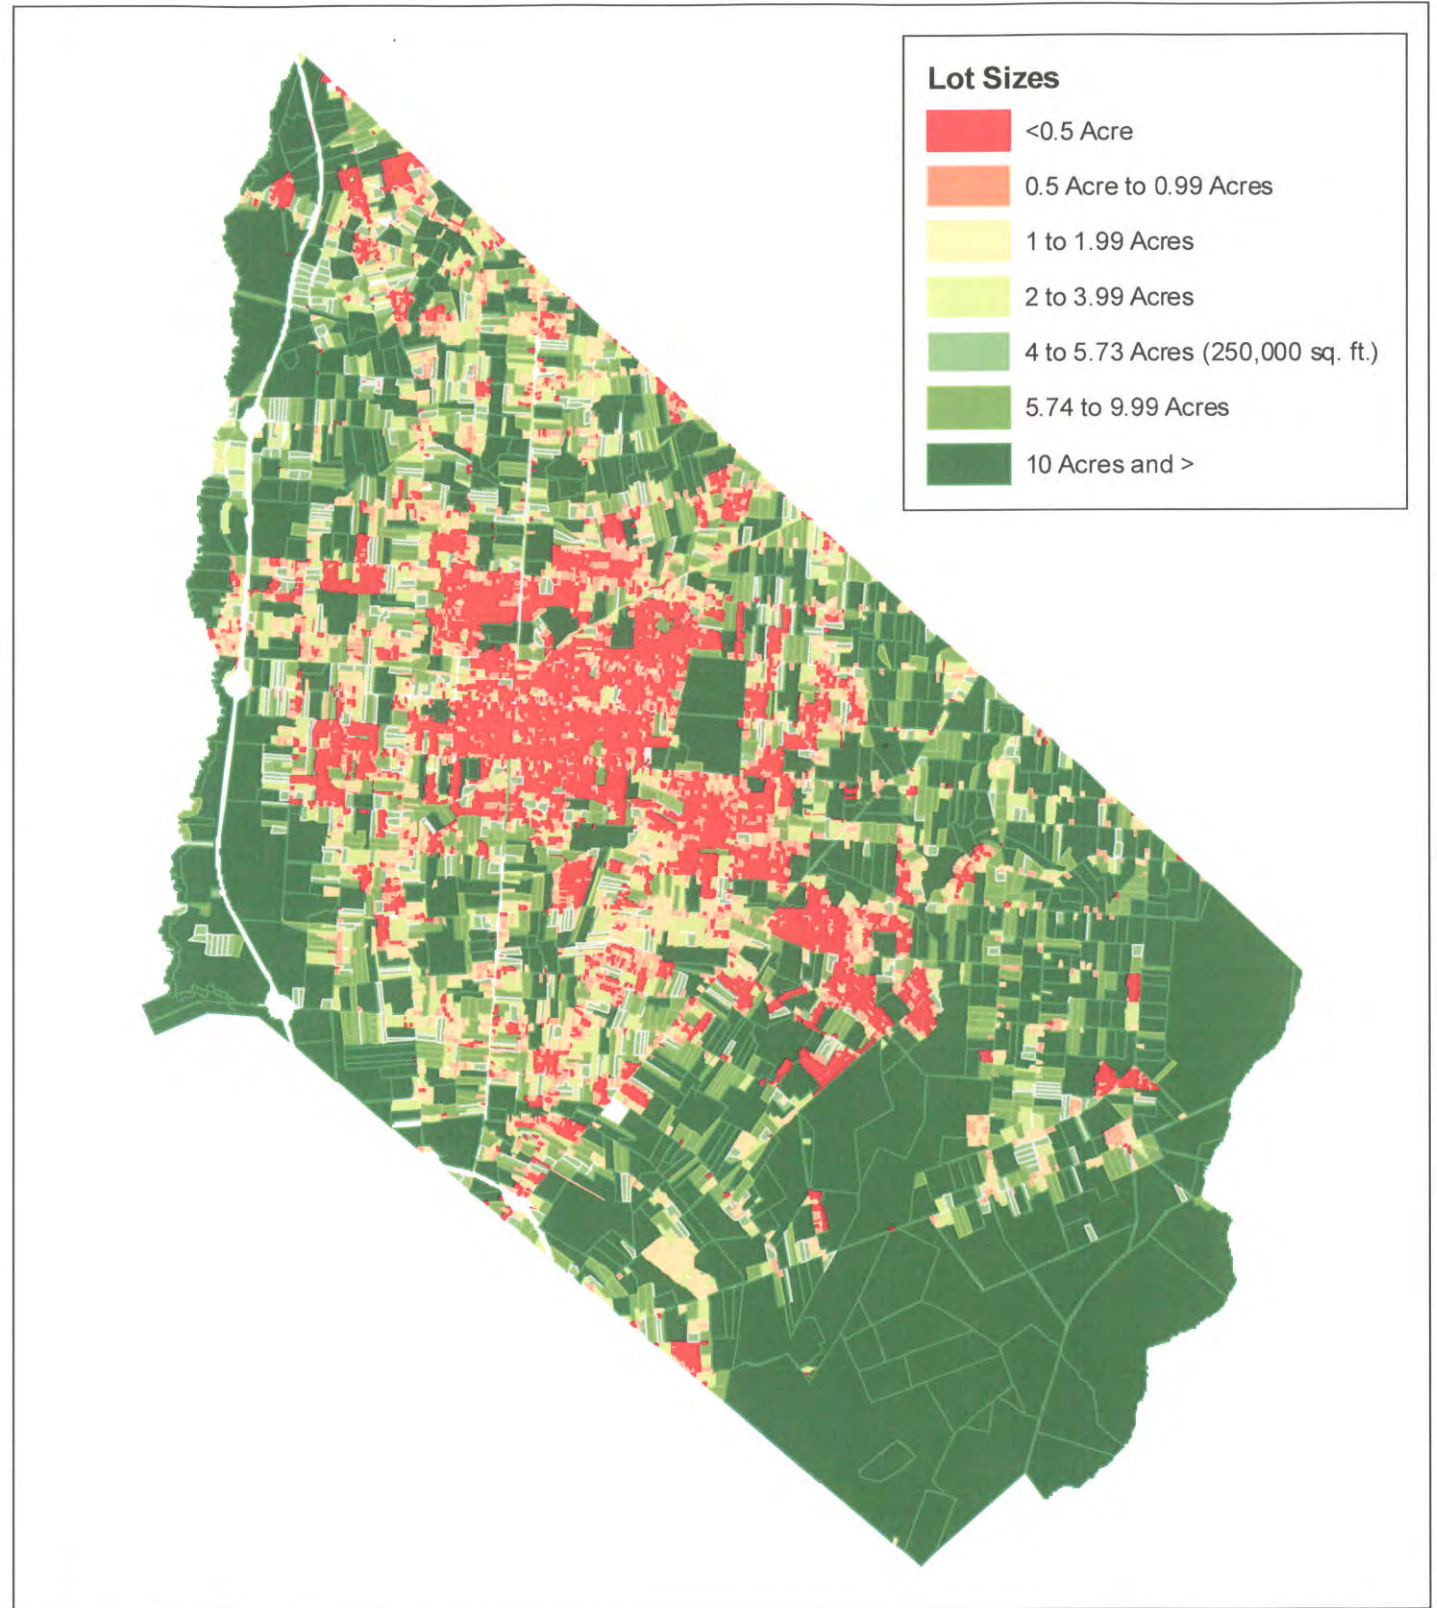 Lot Sizes
<0.5 Acre
0.5 Acre to 0.99 Acres
1 to 1.99 Acres
2 to 3.99 Acres
4 to 5.73 Acres (250,000 sq. ft.)
5.74 to 9.99 Acres
10 Acres and >